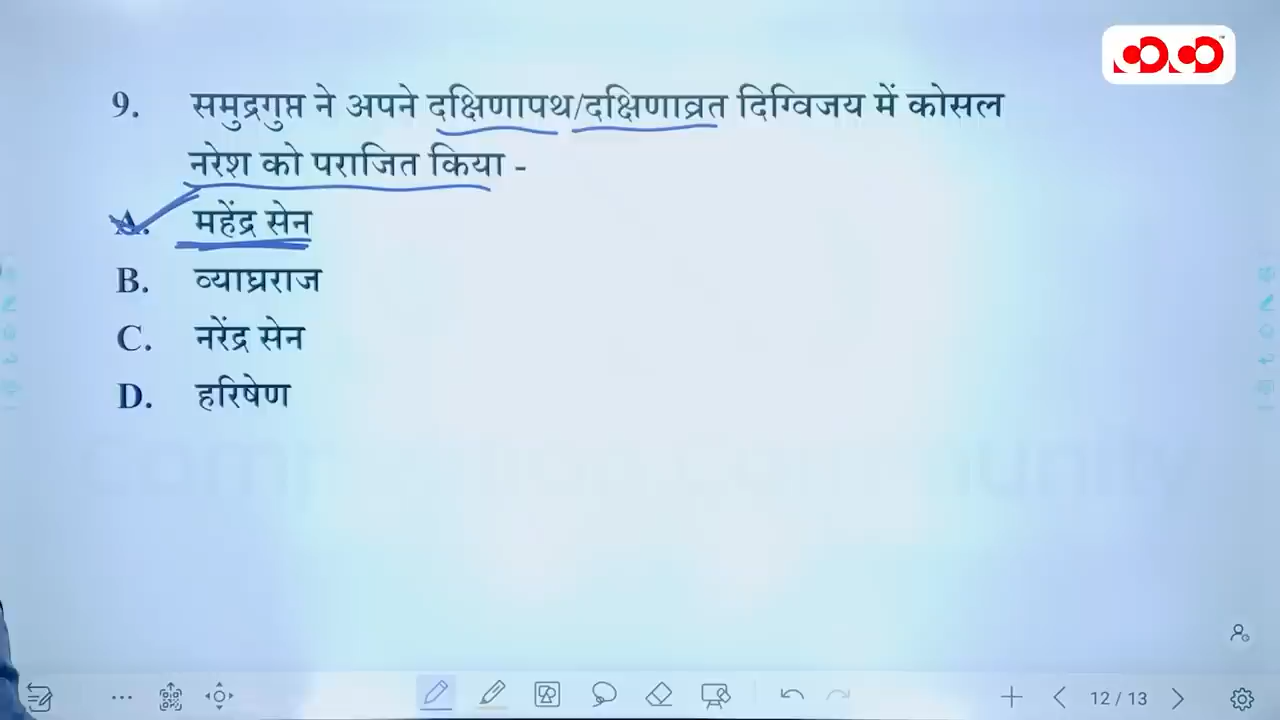 9. समुद्रगुप्त ने अपने दक्षिणापथ/दक्षिणाव्रत दिग्विजय में कोसल
नरेश को पराजित किया -
A. महेंद्र सेन
B. व्याघ्रराज
C. नरेंद्र सेन
D. हरिषेण
12 / 13